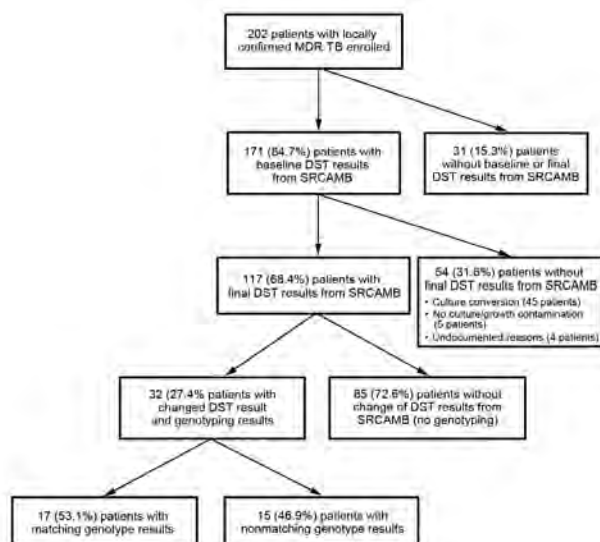 202 patients with locally
confirmed MDR TB enrolled
171 (84.7%) patients with
baseline DST results
from SRCAMB
31 (15.3%) patients
without baseline or final
DST results from SRCAMB
117 (68.4%) patients with
final DST results from SRCAMB
54 (31.6%) patients without
final DST results from SRCAMB
• Culture conversion (45 patients)
• No culture/growth contamination
(5 patients)
• Undocumented reasons (4 patients)
32 (27.4% patients with
changed DST result
and genotyping results
85 (72.6%) patients without
change of DST results from
SRCAMB (no genotyping)
17 (53.1%) patients with
matching genotype results
15 (46.9%) patients with
nonmatching genotype results